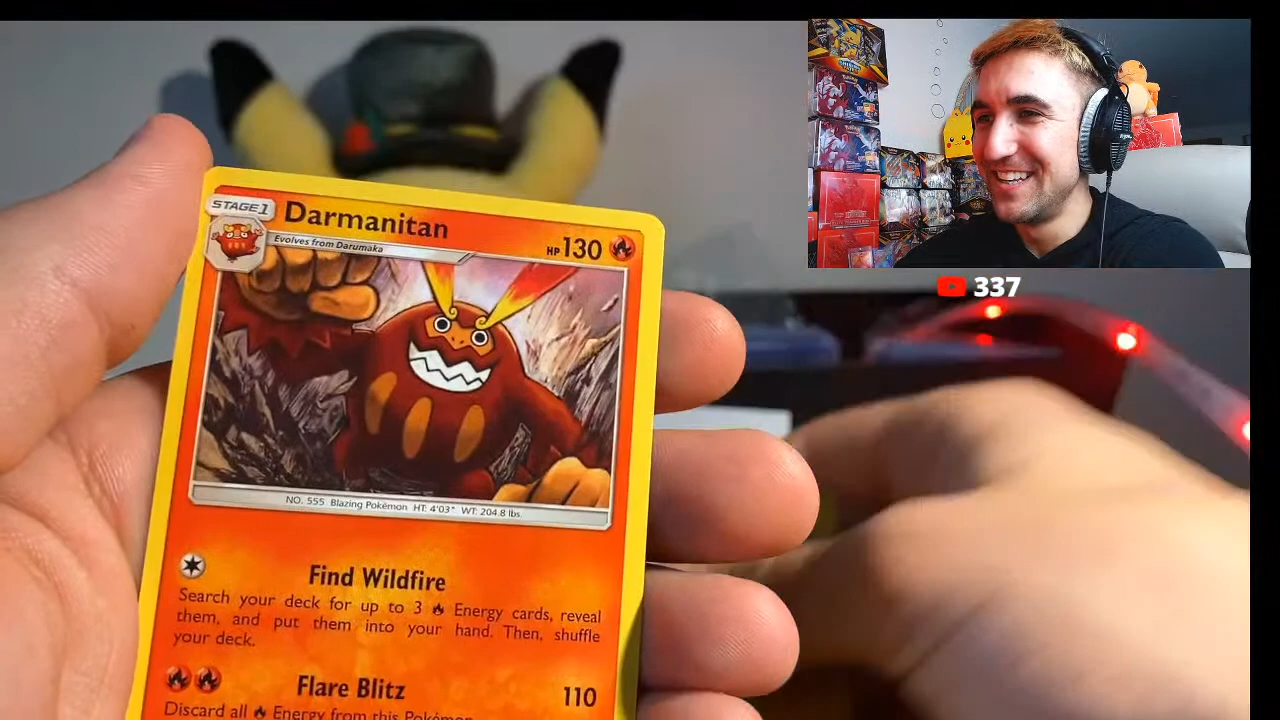 STAGE1
Darmanitan
HP130
Evolves from Darumaka
NO. 555 Blazing Pokémon HT: 4'03" WT: 204.8 lbs.
Find Wildfire
Search your deck for up to 3 Energy cards, reveal
them, and put them into your hand. Then, shuffle
your deck.
Flare Blitz 110
Discard all Energy from this Pokémon.
337